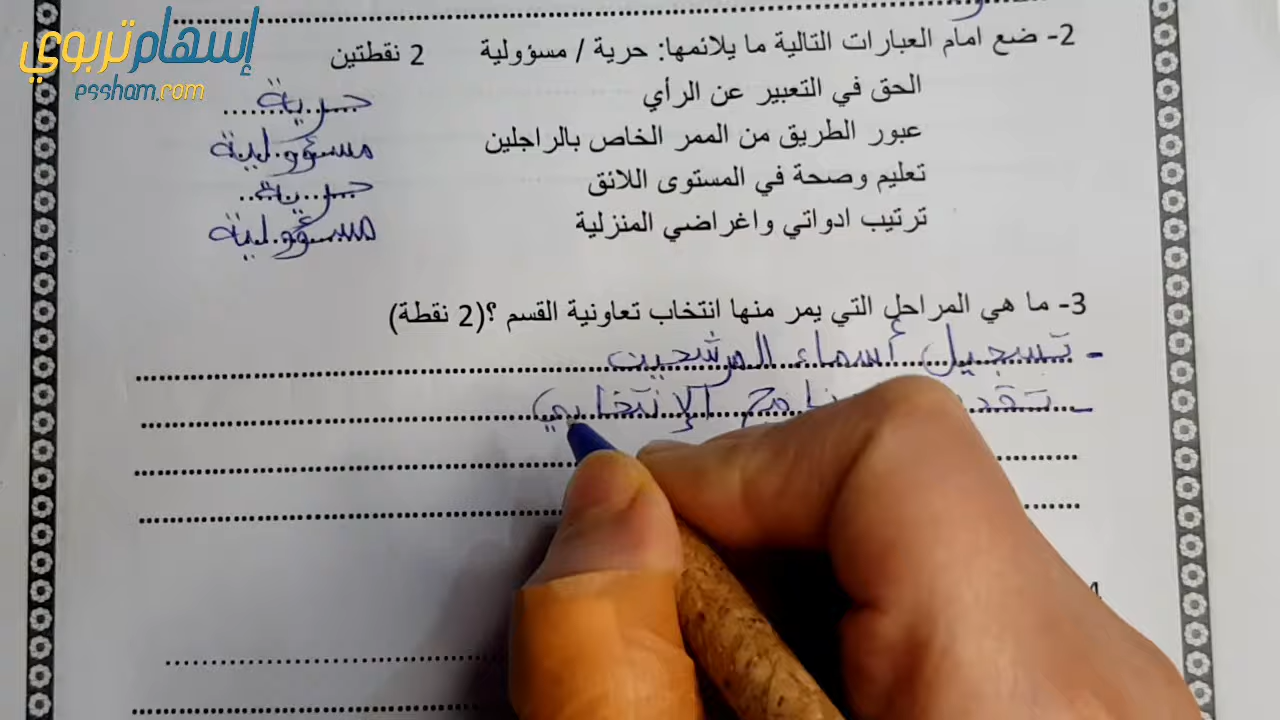 إسهام تربوي
essham.com
2- ضع امام العبارات التالية ما يلائمها: حرية / مسؤولية 2 نقطتين
الحق في التعبير عن الرأي حرية
عبور الطريق من الممر الخاص بالراجلين مسؤولية
تعليم وصحة في المستوى اللائق حرية
ترتيب ادواتي واغراضي المنزلية مسؤولية
3- ما هي المراحل التي يمر منها انتخاب تعاونية القسم ؟(2 نقطة)
- تسجيل أسماء المرشحين
- الإنتخابي